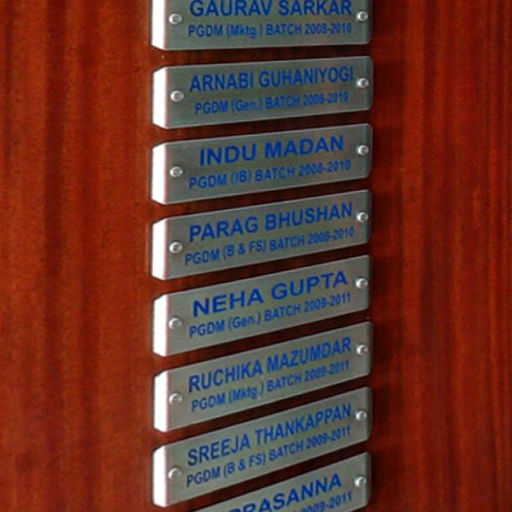 GAURAV SARKAR
PGDM (Mktg.) BATCH 2008-2010
ARNABI GUHANIYOGI
PGDM (Gen.) BATCH 2008-2010
INDU MADAN
PGDM (IB) BATCH 2008-2010
PARAG BHUSHAN
PGDM (B & FS) BATCH 2008-2010
NEHA GUPTA
PGDM (Gen.) BATCH 2009-2011
RUCHIKA MAZUMDAR
PGDM (Mktg.) BATCH 2009-2011
SREEJA THANKAPPAN
PGDM (B & FS) BATCH 2009-2011
PRASANNA
2009-2011